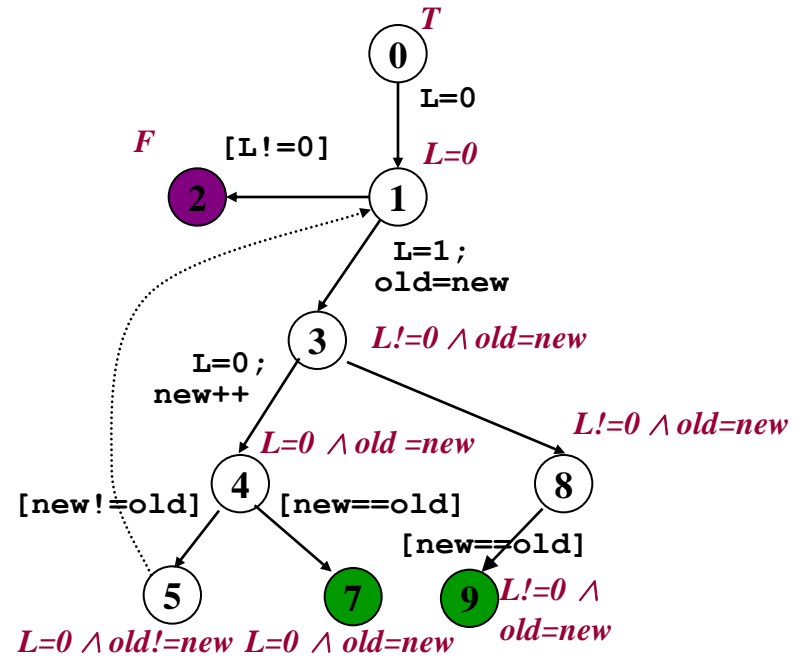 T
0
L=0
F
[L!=0]
L=0
2
1
L=1;
old=new
3
L!=0 ∧ old=new
L=0;
new++
L!=0 ∧ old=new
L=0 ∧ old =new
4
8
[new!=old]
[new==old]
[new==old]
5
7
9
L!=0 ∧
old=new
L=0 ∧ old!=new
L=0 ∧ old=new